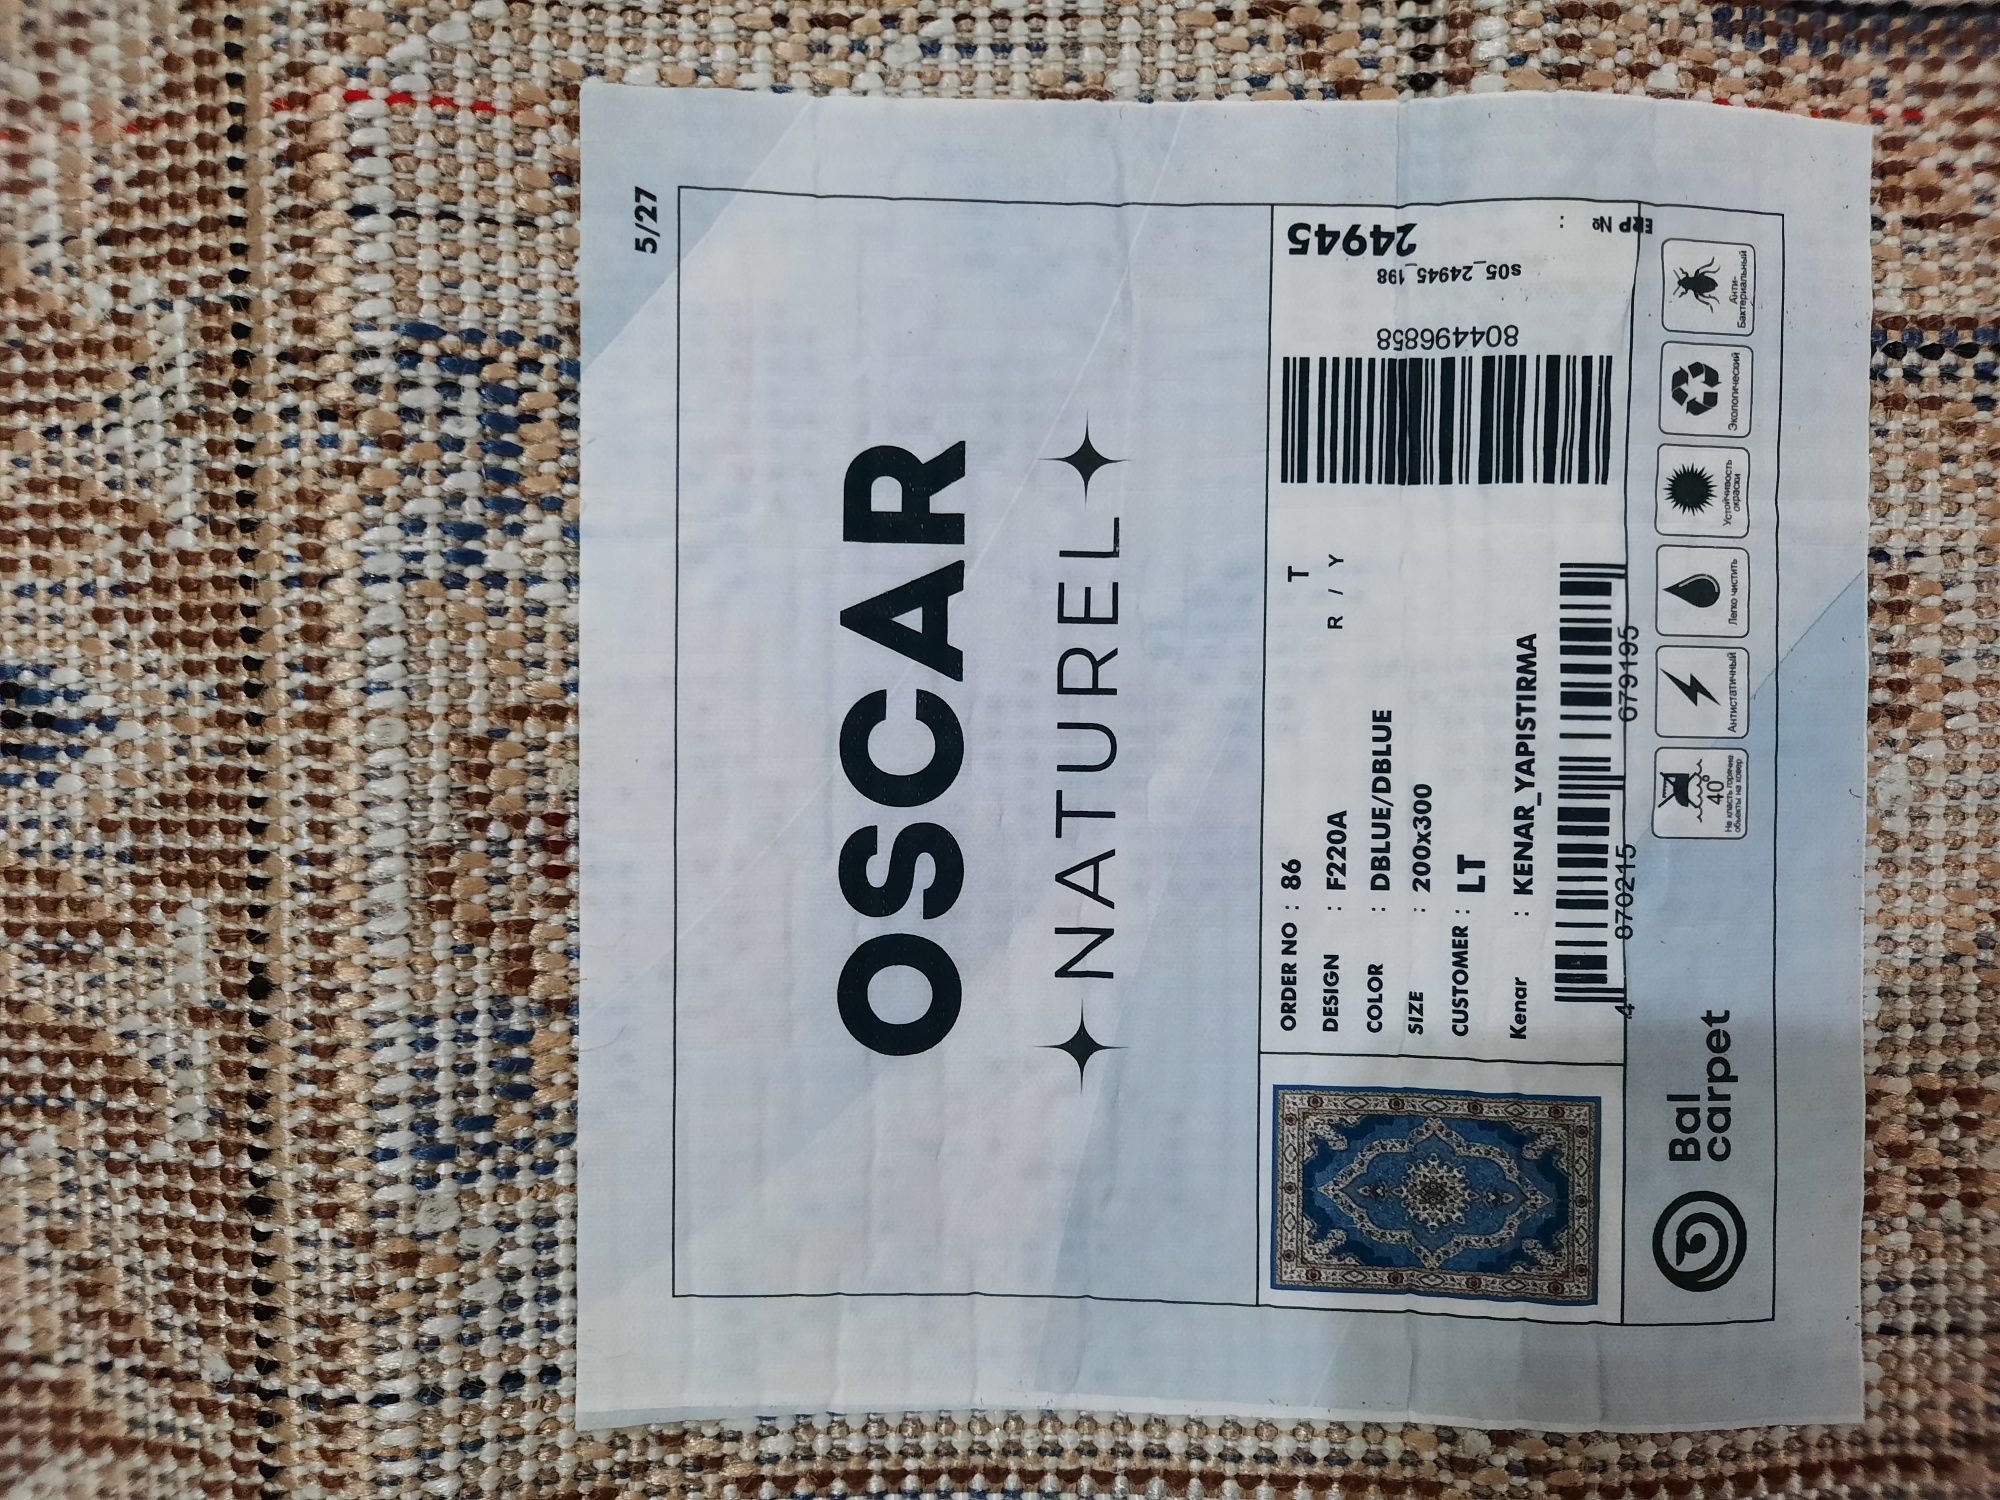 5/27
OSCAR
NATUREL
ORDER NO : 86
T
DESIGN : F220A
R / Y
COLOR : DBLUE/DBLUE
SIZE : 200x300
CUSTOMER : LT
Kenar : KENAR_YAPISTIRMA
4 8702115 679195
804496858
s05_24945_198
24945
ERP № :
Bal
carpet
40°
Не класть горячие
объекты на ковер
Антистатичный
Легко чистить
Устойчивость
окраски
Экологический
Анти-
Бактериальный